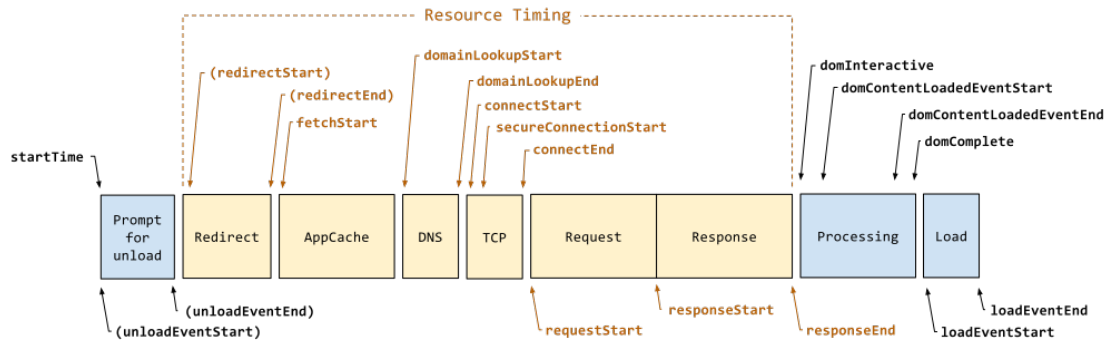 Resource Timing
domainLookupStart
(redirectStart)
domainLookupEnd
(redirectEnd)
connectStart
fetchStart
secureConnectionStart
connectEnd
domInteractive
domContentLoadedEventStart
domContentLoadedEventEnd
domComplete
startTime
Prompt
for
unload
Redirect
AppCache
DNS
TCP
Request
Response
Processing
Load
(unloadEventEnd)
(unloadEventStart)
requestStart
responseStart
responseEnd
loadEventEnd
loadEventStart